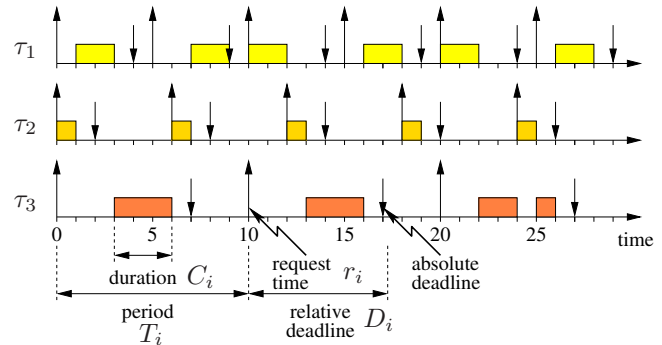 τ1
τ2
τ3
0 5 10 15 20 25 time
duration Ci
request time ri
absolute deadline
period Ti
relative deadline Di